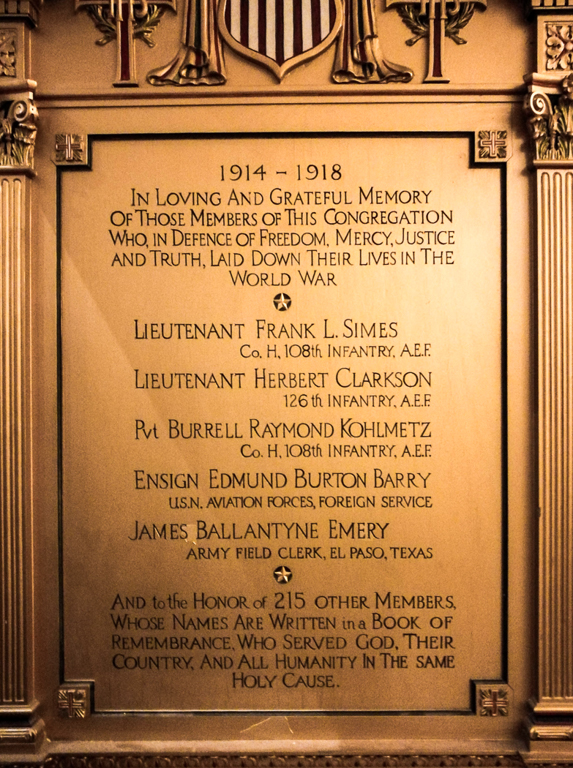 1914 - 1918
IN LOVING AND GRATEFUL MEMORY
OF THOSE MEMBERS OF THIS CONGREGATION
WHO, IN DEFENCE OF FREEDOM, MERCY, JUSTICE
AND TRUTH, LAID DOWN THEIR LIVES IN THE
WORLD WAR
LIEUTENANT FRANK L. SIMES
Co. H, 108th INFANTRY, A.E.F.
LIEUTENANT HERBERT CLARKSON
126th INFANTRY, A.E.F.
Pvt BURRELL RAYMOND KOHLMETZ
Co. H, 108th INFANTRY, A.E.F.
ENSIGN EDMUND BURTON BARRY
U.S.N. AVIATION FORCES, FOREIGN SERVICE
JAMES BALLANTYNE EMERY
ARMY FIELD CLERK, EL PASO, TEXAS
AND to the HONOR of 215 OTHER MEMBERS,
WHOSE NAMES ARE WRITTEN in a BOOK OF
REMEMBRANCE, WHO SERVED GOD, THEIR
COUNTRY, AND ALL HUMANITY IN THE SAME
HOLY CAUSE.